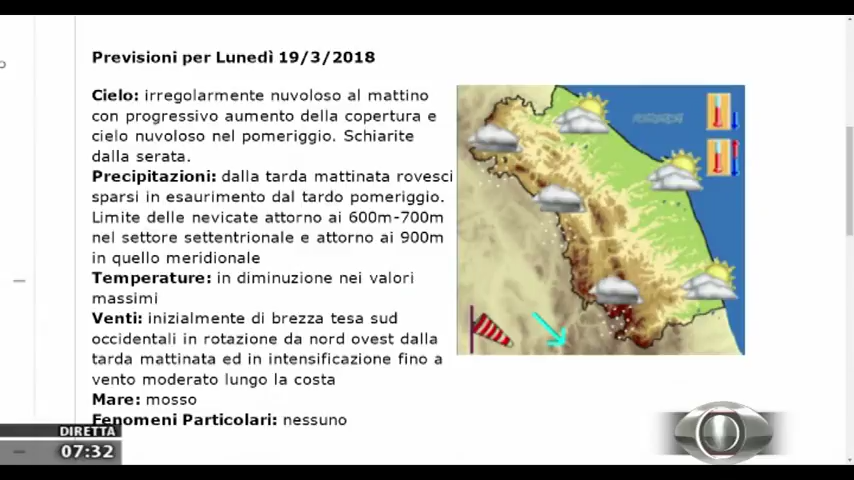 Previsioni per Lunedì 19/3/2018
Cielo: irregolarmente nuvoloso al mattino
con progressivo aumento della copertura e
cielo nuvoloso nel pomeriggio. Schiarite
dalla serata.
Precipitazioni: dalla tarda mattinata rovesci
sparsi in esaurimento dal tardo pomeriggio.
Limite delle nevicate attorno ai 600m-700m
nel settore settentrionale e attorno ai 900m
in quello meridionale
Temperature: in diminuzione nei valori
massimi
Venti: inizialmente di brezza tesa sud
occidentali in rotazione da nord ovest dalla
tarda mattinata ed in intensificazione fino a
vento moderato lungo la costa
Mare: mosso
Fenomeni Particolari: nessuno
DIRETTA
07:32